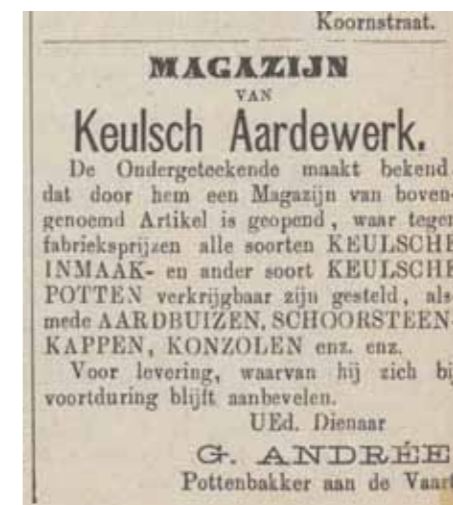 Koornstraat.
MAGAZIJN
VAN
Keulsch Aardewerk.
De Ondergeteekende maakt bekend
dat door hem een Magazijn van boven-
genoemd Artikel is geopend, waar tegen
fabrieksprijzen alle soorten KEULSCHE
INMAAK- en ander soort KEULSCHE
POTTEN verkrijgbaar zijn gesteld, als-
mede AARDBUIZEN, SCHOORSTEEN-
KAPPEN, KONZOLEN enz. enz.
Voor levering, waarvan hij zich bij
voortduring blijft aanbevelen.
UEd. Dienaar
G. ANDRÉE
Pottenbakker aan de Vaart